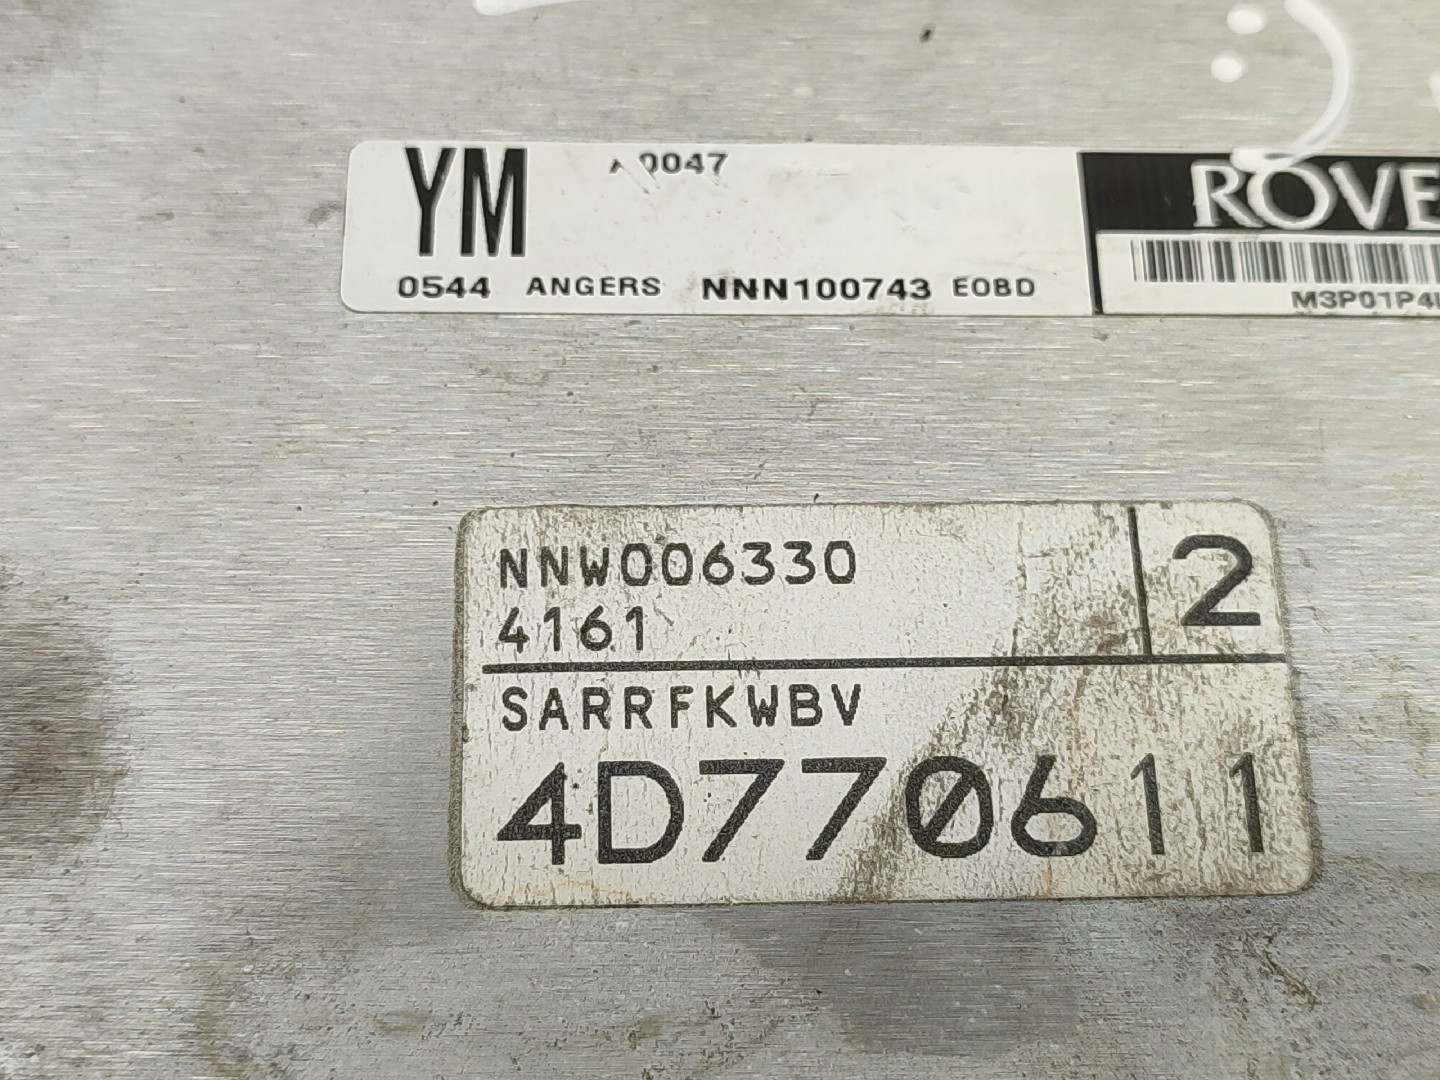 YM
0047
ROVE
0544 ANGERS NNN100743 EOBD
M3P01P4
NNW006330
2
4161
SARRFKWBV
4D770611